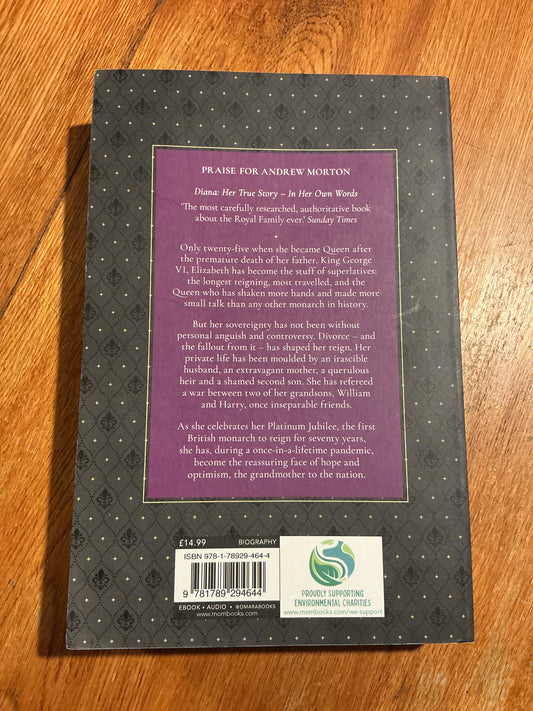 PRAISE FOR ANDREW MORTON
Diana: Her True Story – In Her Own Words
‘The most carefully researched, authoritative book
about the Royal Family ever.’ Sunday Times
Only twenty-five when she became Queen after
the premature death of her father, King George
VI, Elizabeth has become the stuff of superlatives:
the longest reigning, most travelled, and the
Queen who has shaken more hands and made more
small talk than any other monarch in history.
But her sovereignty has not been without
personal anguish and controversy. Divorce – and
the fallout from it – has shaped her reign. Her
private life has been moulded by an irascible
husband, an extravagant mother, a querulous
heir and a shamed second son. She has refereed
a war between two of her grandsons, William
and Harry, once inseparable friends.
As she celebrates her Platinum Jubilee, the first
British monarch to reign for seventy years,
she has, during a once-in-a-lifetime pandemic,
become the reassuring face of hope and
optimism, the grandmother to the nation.
£14.99 BIOGRAPHY
ISBN 978-1-78929-464-4
9 781789 294644
EBOOK • AUDIO • @OMARABOOKS
www.mombooks.com
PROUDLY SUPPORTING
ENVIRONMENTAL CHARITIES
www.mombooks.com/we-support